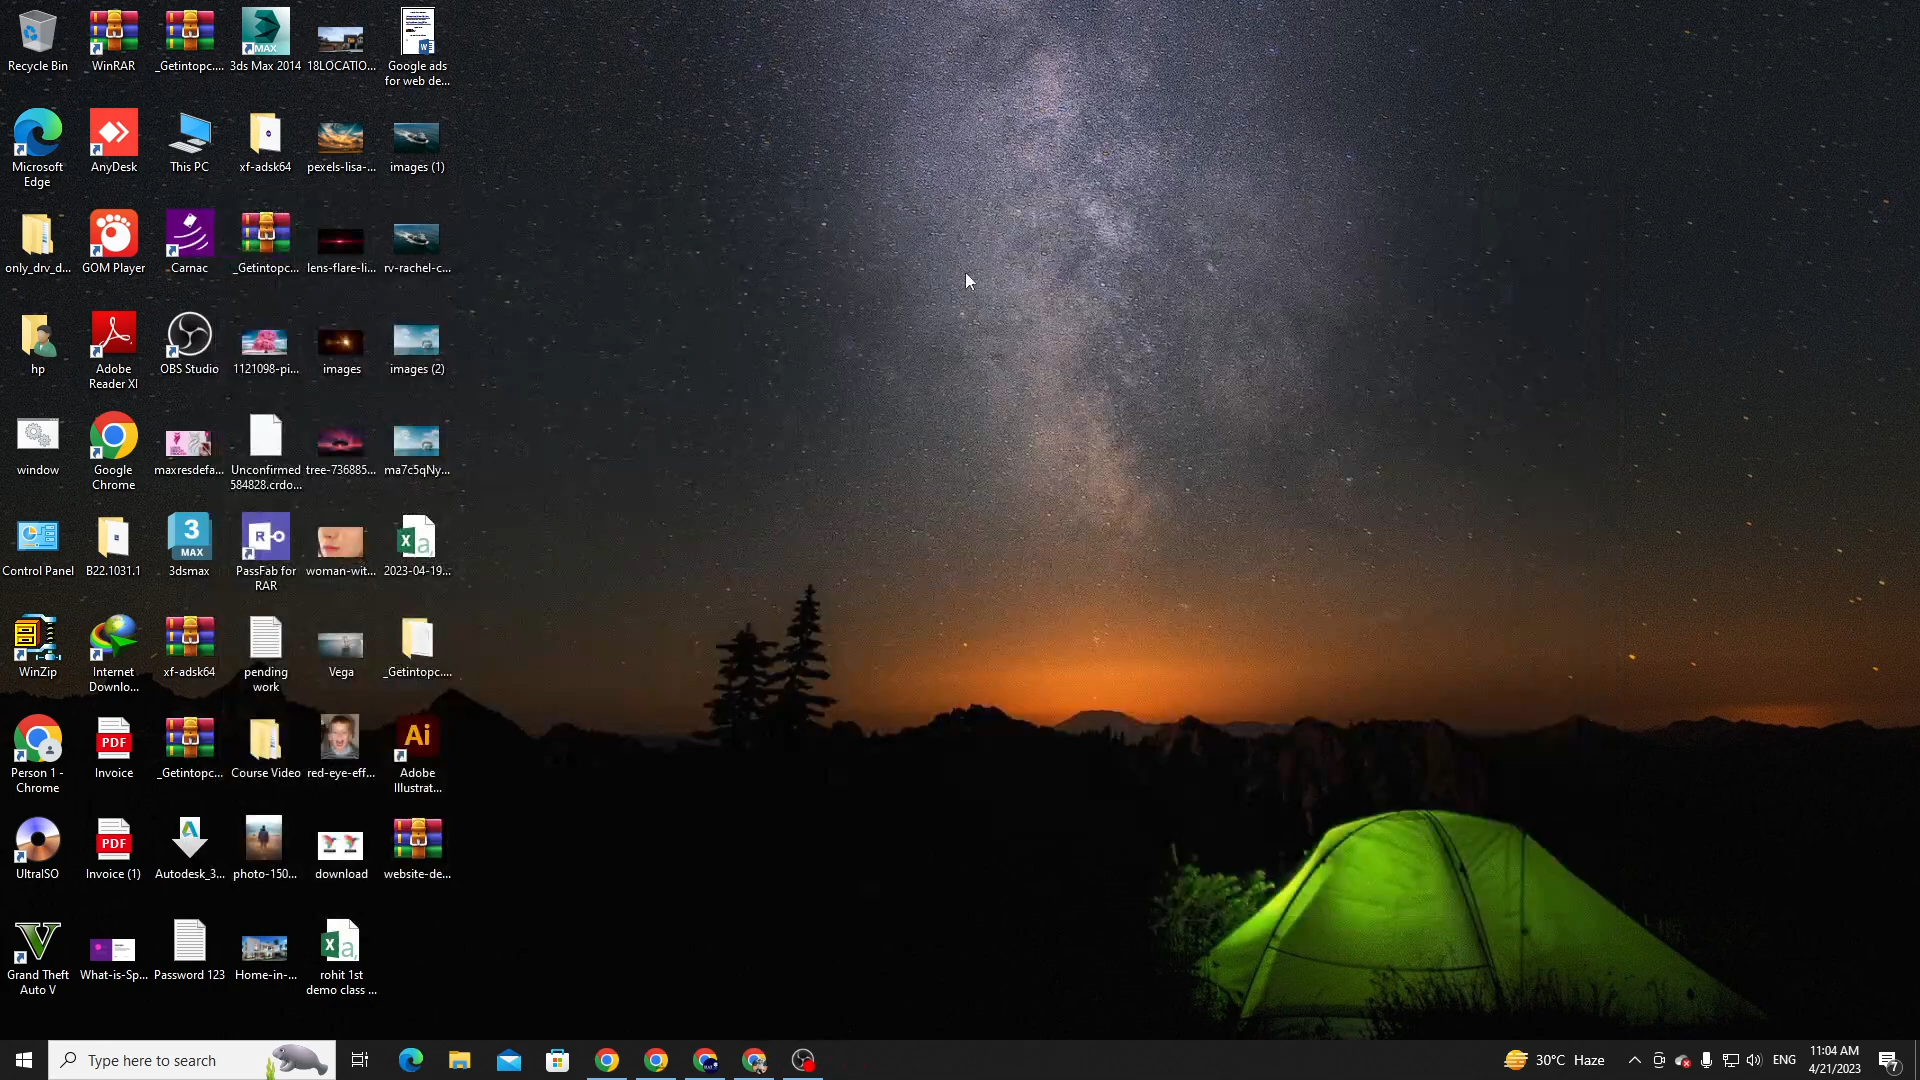 Recycle Bin
WinRAR
_Getintopc....
3ds Max 2014
18LOCATIO...
Google ads
for web de...
Microsoft
Edge
AnyDesk
This PC
xf-adsk64
pexels-lisa-...
images (1)
only_drv_d...
GOM Player
Carnac
_Getintopc...
lens-flare-li...
rv-rachel-c...
hp
Adobe
Reader XI
OBS Studio
1121098-pi...
images
images (2)
window
Google
Chrome
maxresdefa...
Unconfirmed
584828.crdo...
tree-736885...
ma7c5qNy...
Control Panel
B22.1031.1
3
MAX
3dsmax
PassFab for
RAR
woman-wit...
2023-04-19...
WinZip
Internet
Downlo...
xf-adsk64
pending
work
Vega
_Getintopc....
Person 1 -
Chrome
PDF
Invoice
_Getintopc...
Course Video
red-eye-eff...
Ai
Adobe
Illustrat...
UltraISO
PDF
Invoice (1)
Autodesk_3...
photo-150...
download
website-de...
Grand Theft
Auto V
What-is-Sp...
Password 123
Home-in-...
rohit 1st
demo class ...
Type here to search
30°C Haze
ENG
11:04 AM
4/21/2023
7